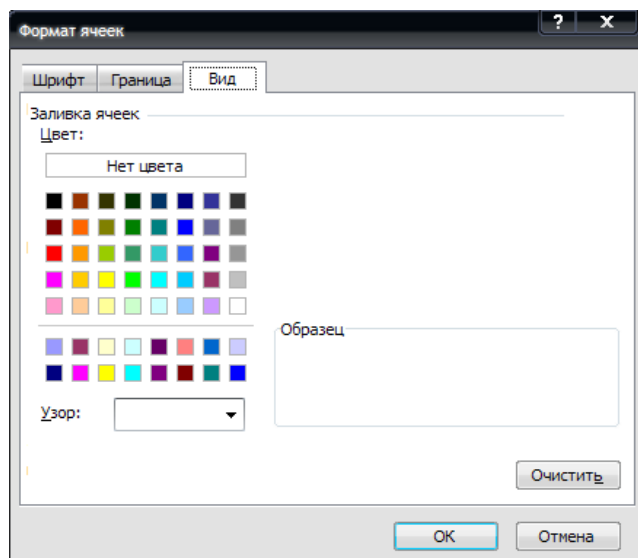 Формат ячеек
? X
Шрифт Граница Вид
Заливка ячеек
Цвет:
Нет цвета
Образец
Узор:
Очистить
OK Отмена